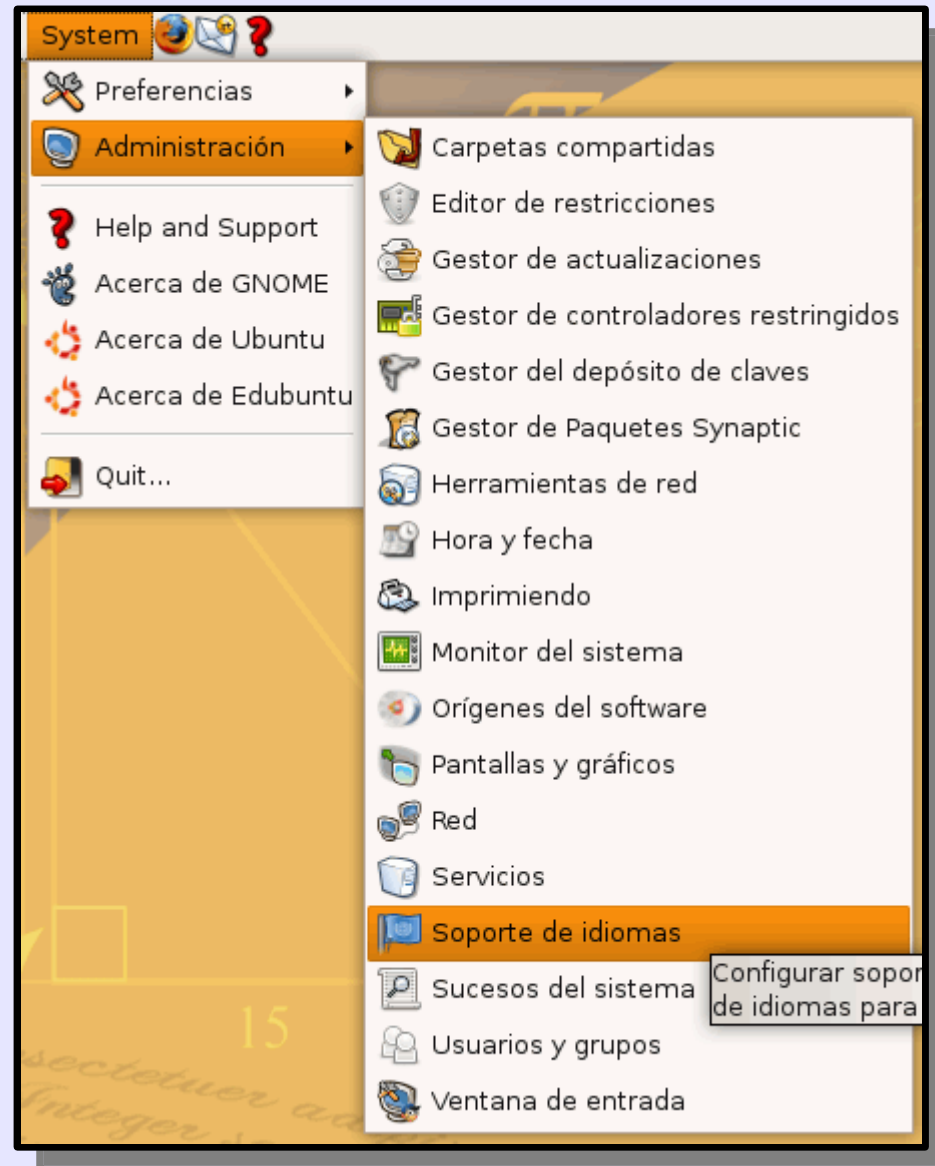 System
Preferencias
Administración
Help and Support
Acerca de GNOME
Acerca de Ubuntu
Acerca de Edubuntu
Quit...
Carpetas compartidas
Editor de restricciones
Gestor de actualizaciones
Gestor de controladores restringidos
Gestor del depósito de claves
Gestor de Paquetes Synaptic
Herramientas de red
Hora y fecha
Imprimiendo
Monitor del sistema
Orígenes del software
Pantallas y gráficos
Red
Servicios
Soporte de idiomas
Configurar sopor
de idiomas para
Sucesos del sistema
Usuarios y grupos
Ventana de entrada
15
Integer